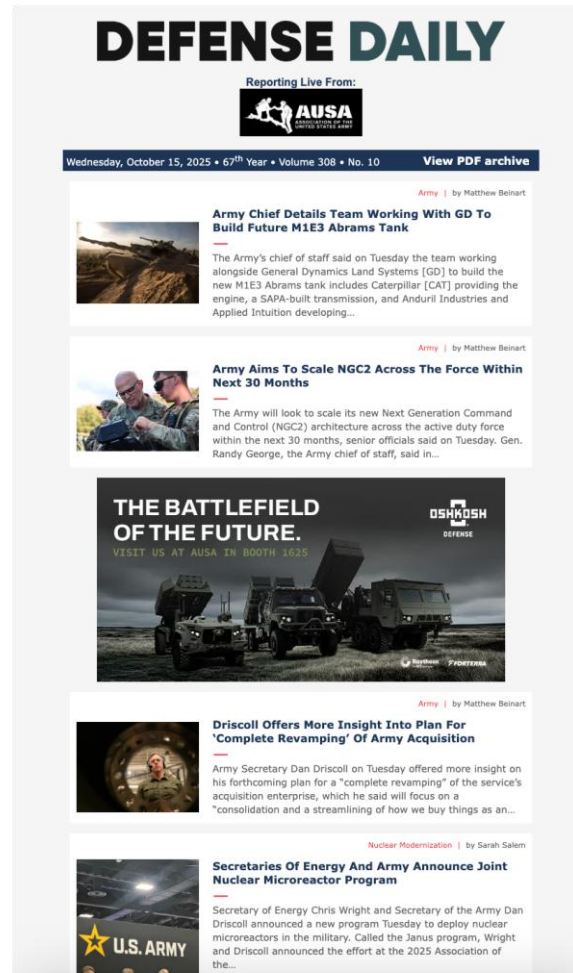 DEFENSE DAILY
Reporting Live From:
AUSA
ASSOCIATION OF THE
UNITED STATES ARMY
Wednesday, October 15, 2025 • 67th Year • Volume 308 • No. 10 View PDF archive
Army | by Matthew Beinart
Army Chief Details Team Working With GD To
Build Future M1E3 Abrams Tank
The Army's chief of staff said on Tuesday the team working
alongside General Dynamics Land Systems [GD] to build the
new M1E3 Abrams tank includes Caterpillar [CAT] providing the
engine, a SAPA-built transmission, and Anduril Industries and
Applied Intuition developing...
Army | by Matthew Beinart
Army Aims To Scale NGC2 Across The Force Within
Next 30 Months
The Army will look to scale its new Next Generation Command
and Control (NGC2) architecture across the active duty force
within the next 30 months, senior officials said on Tuesday. Gen.
Randy George, the Army chief of staff, said in...
THE BATTLEFIELD
OF THE FUTURE.
VISIT US AT AUSA IN BOOTH 1625
OSHKOSH
DEFENSE
FORTERRA
Army | by Matthew Beinart
Driscoll Offers More Insight Into Plan For
‘Complete Revamping’ Of Army Acquisition
Army Secretary Dan Driscoll on Tuesday offered more insight on
his forthcoming plan for a “complete revamping” of the service's
acquisition enterprise, which he said will focus on a
“consolidation and a streamlining of how we buy things as an...
Nuclear Modernization | by Sarah Salem
Secretaries Of Energy And Army Announce Joint
Nuclear Microreactor Program
Secretary of Energy Chris Wright and Secretary of the Army Dan
Driscoll announced a new program Tuesday to deploy nuclear
microreactors in the military. Called the Janus program, Wright
and Driscoll announced the effort at the 2025 Association of
the...
U.S. ARMY